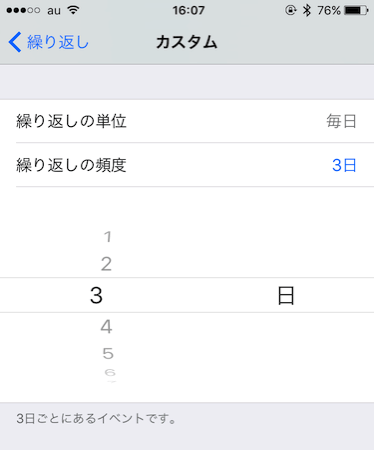 au 16:07 76%
繰り返し カスタム
繰り返しの単位 毎日
繰り返しの頻度 3日
1
2
3 日
4
5
6
3日ごとにあるイベントです。